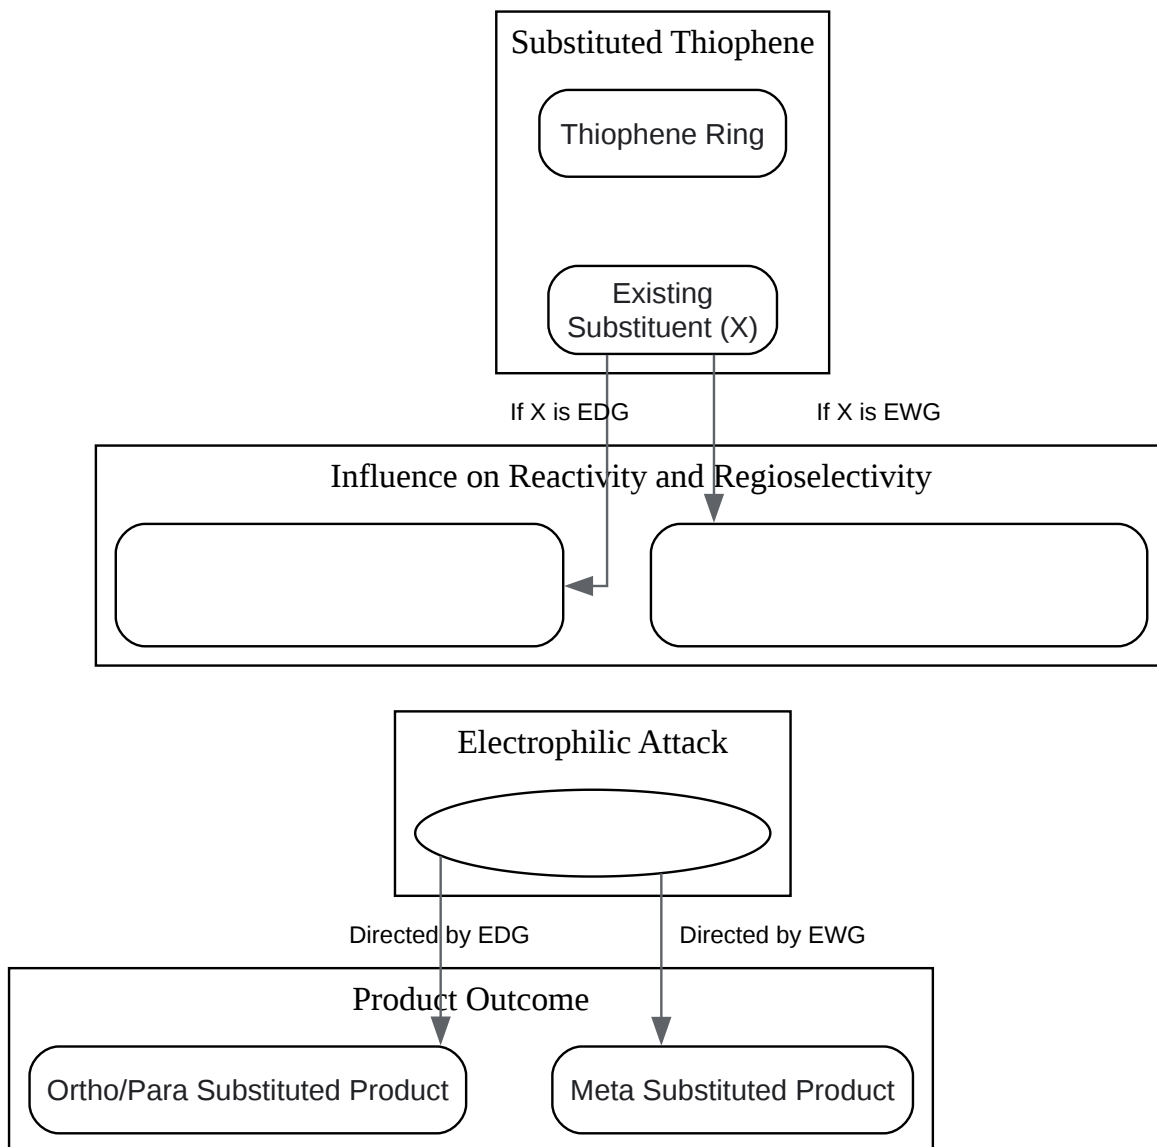 Substituted Thiophene
Thiophene Ring
Existing
Substituent (X)
If X is EDG
If X is EWG
Influence on Reactivity and Regioselectivity
Electrophilic Attack
Directed by EDG
Directed by EWG
Product Outcome
Ortho/Para Substituted Product
Meta Substituted Product